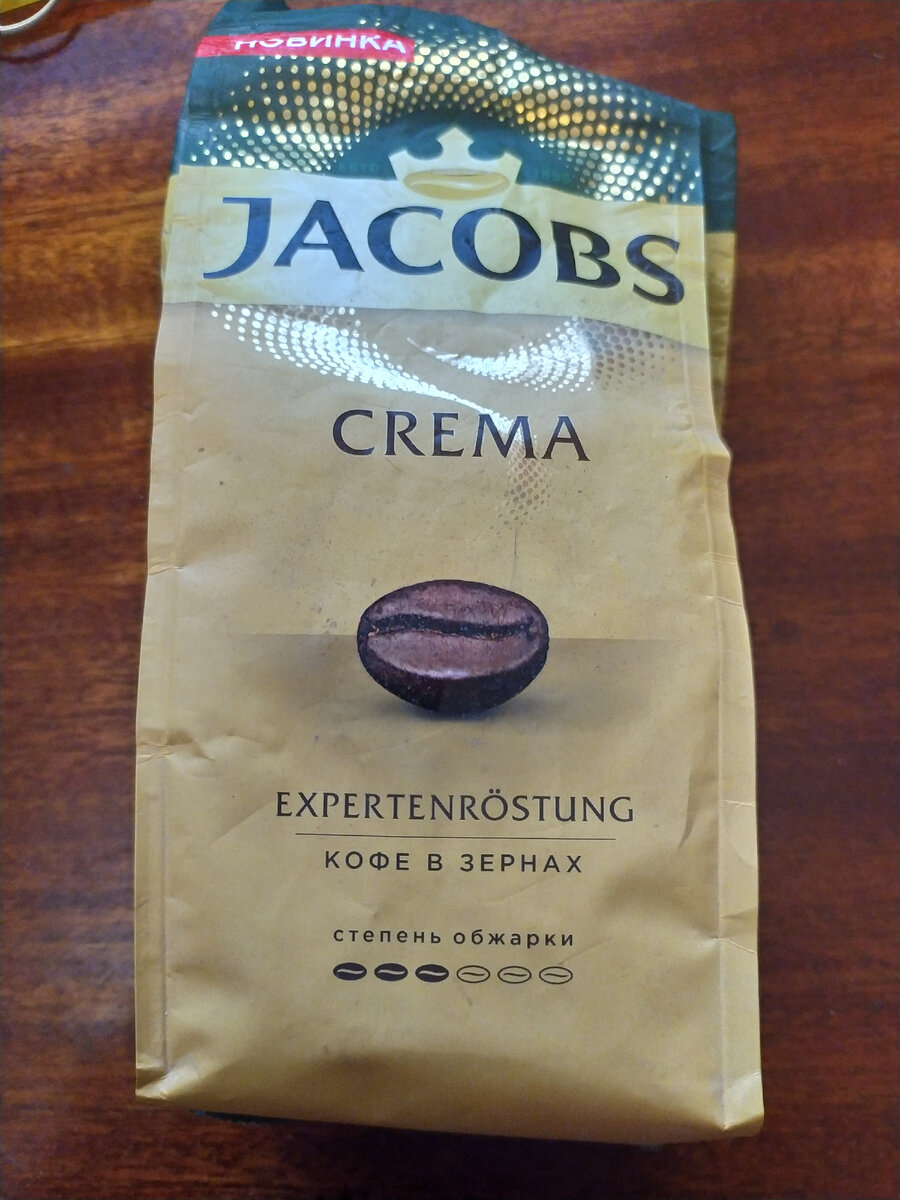 НОВИНКА
JACOBS
CREMA
EXPERTENRÖSTUNG
КОФЕ В ЗЕРНАХ
степень обжарки